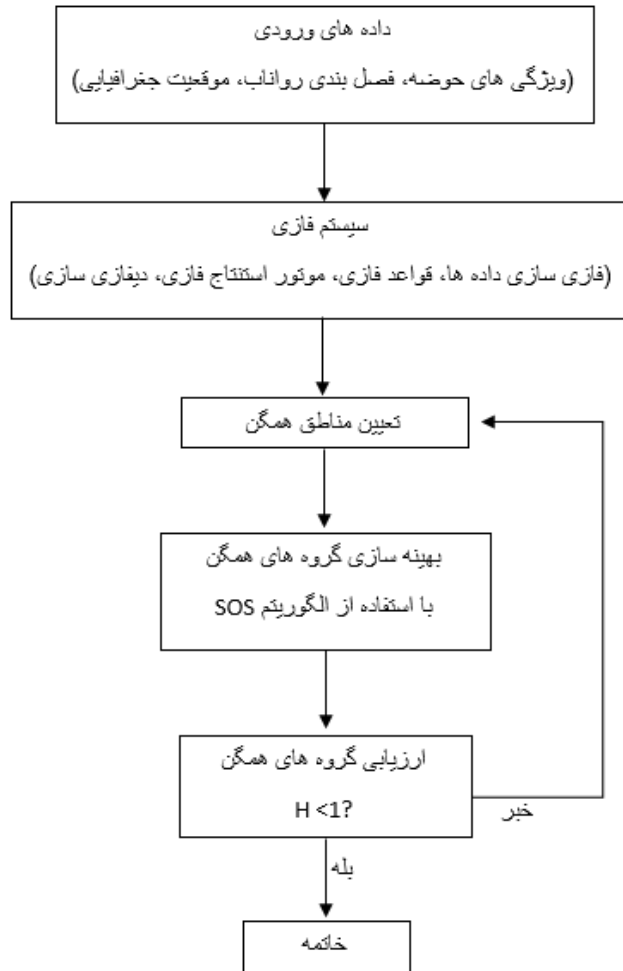 داده های ورودی
(ویژگی های حوضه، فصل بندی رواناب، موقعیت جغرافیایی)
سیستم فازی
(فازی سازی داده ها، قواعد فازی، موتور استنتاج فازی، دیفازی سازی)
تعیین مناطق همگن
بهینه سازی گروه های همگن
با استفاده از الگوریتم SOS
ارزیابی گروه های همگن
H <1?
خبر
بله
خاتمه